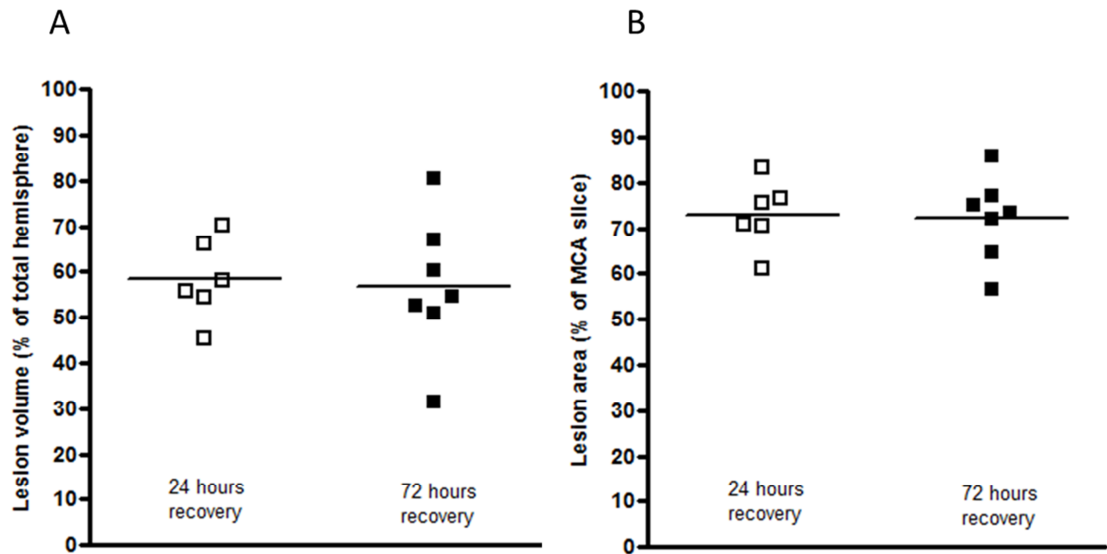 A
Lesion volume (% of total hemisphere)
100
90
80
70
60
50
40
30
20
10
0
24 hours
recovery
72 hours
recovery
B
Lesion area (% of MCA slice)
100
90
80
70
60
50
40
30
20
10
0
24 hours
recovery
72 hours
recovery